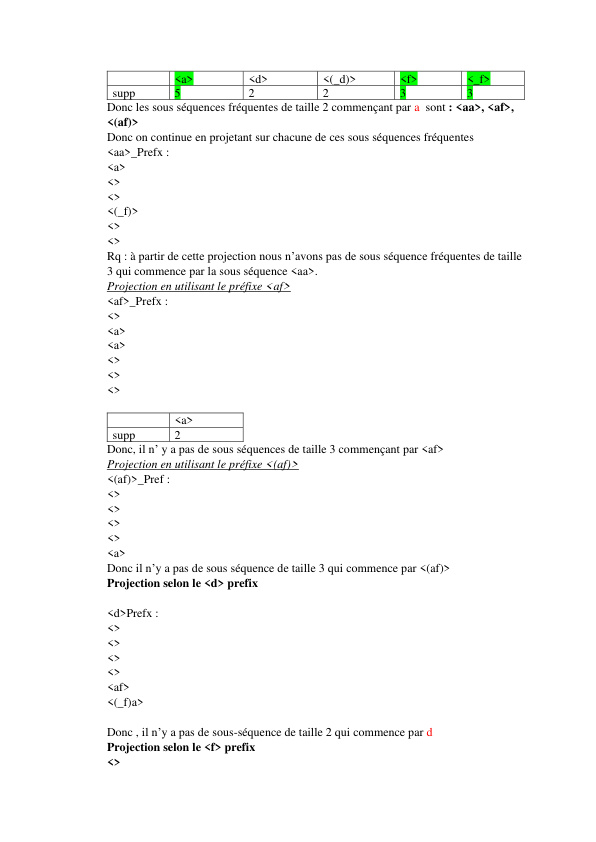 <a> <d> <(_d)> <f> <_f>
supp 5 2 2 3 3
Donc les sous séquences fréquentes de taille 2 commençant par a sont : <aa>, <af>,
<(af)>
Donc on continue en projetant sur chacune de ces sous séquences fréquentes
<aa>_Prefx :
<a>
<>
<>
<(_f)>
<>
<>
Rq : à partir de cette projection nous n'avons pas de sous séquence fréquentes de taille
3 qui commence par la sous séquence <aa>.
Projection en utilisant le préfixe <af>
<af>_Prefx :
<>
<a>
<a>
<>
<>
<>
<a>
supp 2
Donc, il n' y a pas de sous séquences de taille 3 commençant par <af>
Projection en utilisant le préfixe <(af)>
<(af)>_Pref :
<>
<>
<>
<>
<a>
Donc il n'y a pas de sous séquence de taille 3 qui commence par <(af)>
Projection selon le <d> prefix
<d>Prefx :
<>
<>
<>
<>
<af>
<(_f)a>
Donc , il n'y a pas de sous-séquence de taille 2 qui commence par d
Projection selon le <f> prefix
<>